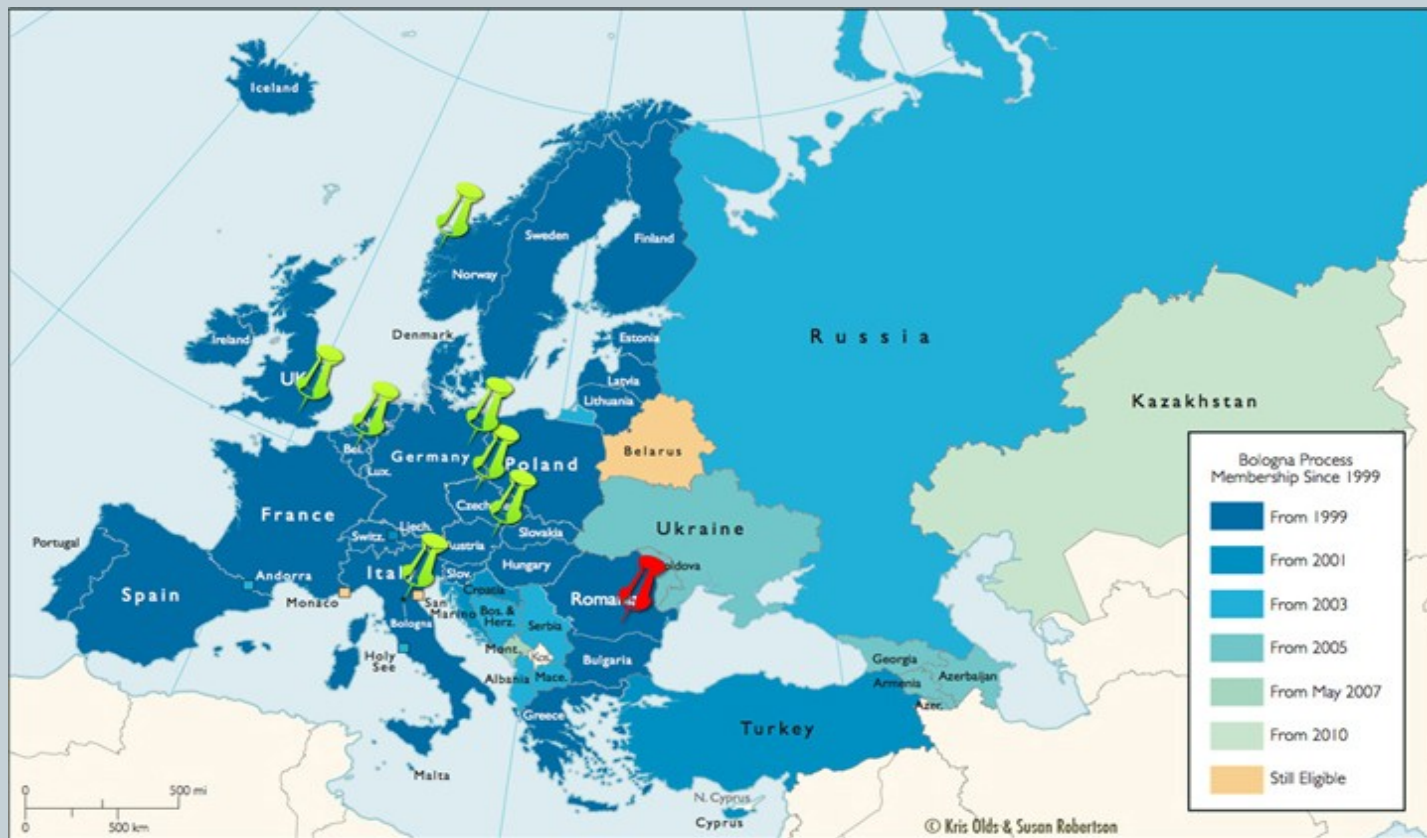 Iceland
Sweden
Finland
Norway
Denmark
Estonia
Latvia
Lithuania
Russia
Ireland
UK
Kazakhstan
Belarus
Bel.
Germany
Poland
Lux.
Ukraine
France
Slovakia
Switz.
Liech.
Austria
Hungary
Portugal
Andorra
Slov.
Spain
Monaco
San
Marino
Croatia
Bologna
Bos. &
Herz.
Serbia
Holy
See
Mont.
Kos.
Bulgaria
Albania
Mace.
Greece
Turkey
Georgia
Armenia
Azerbaijan
Azer.
Malta
N. Cyprus
Cyprus
Bologna Process
Membership Since 1999
From 1999
From 2001
From 2003
From 2005
From May 2007
From 2010
Still Eligible
0 500 mi
0 500 km
© Kris Olds & Susan Robertson